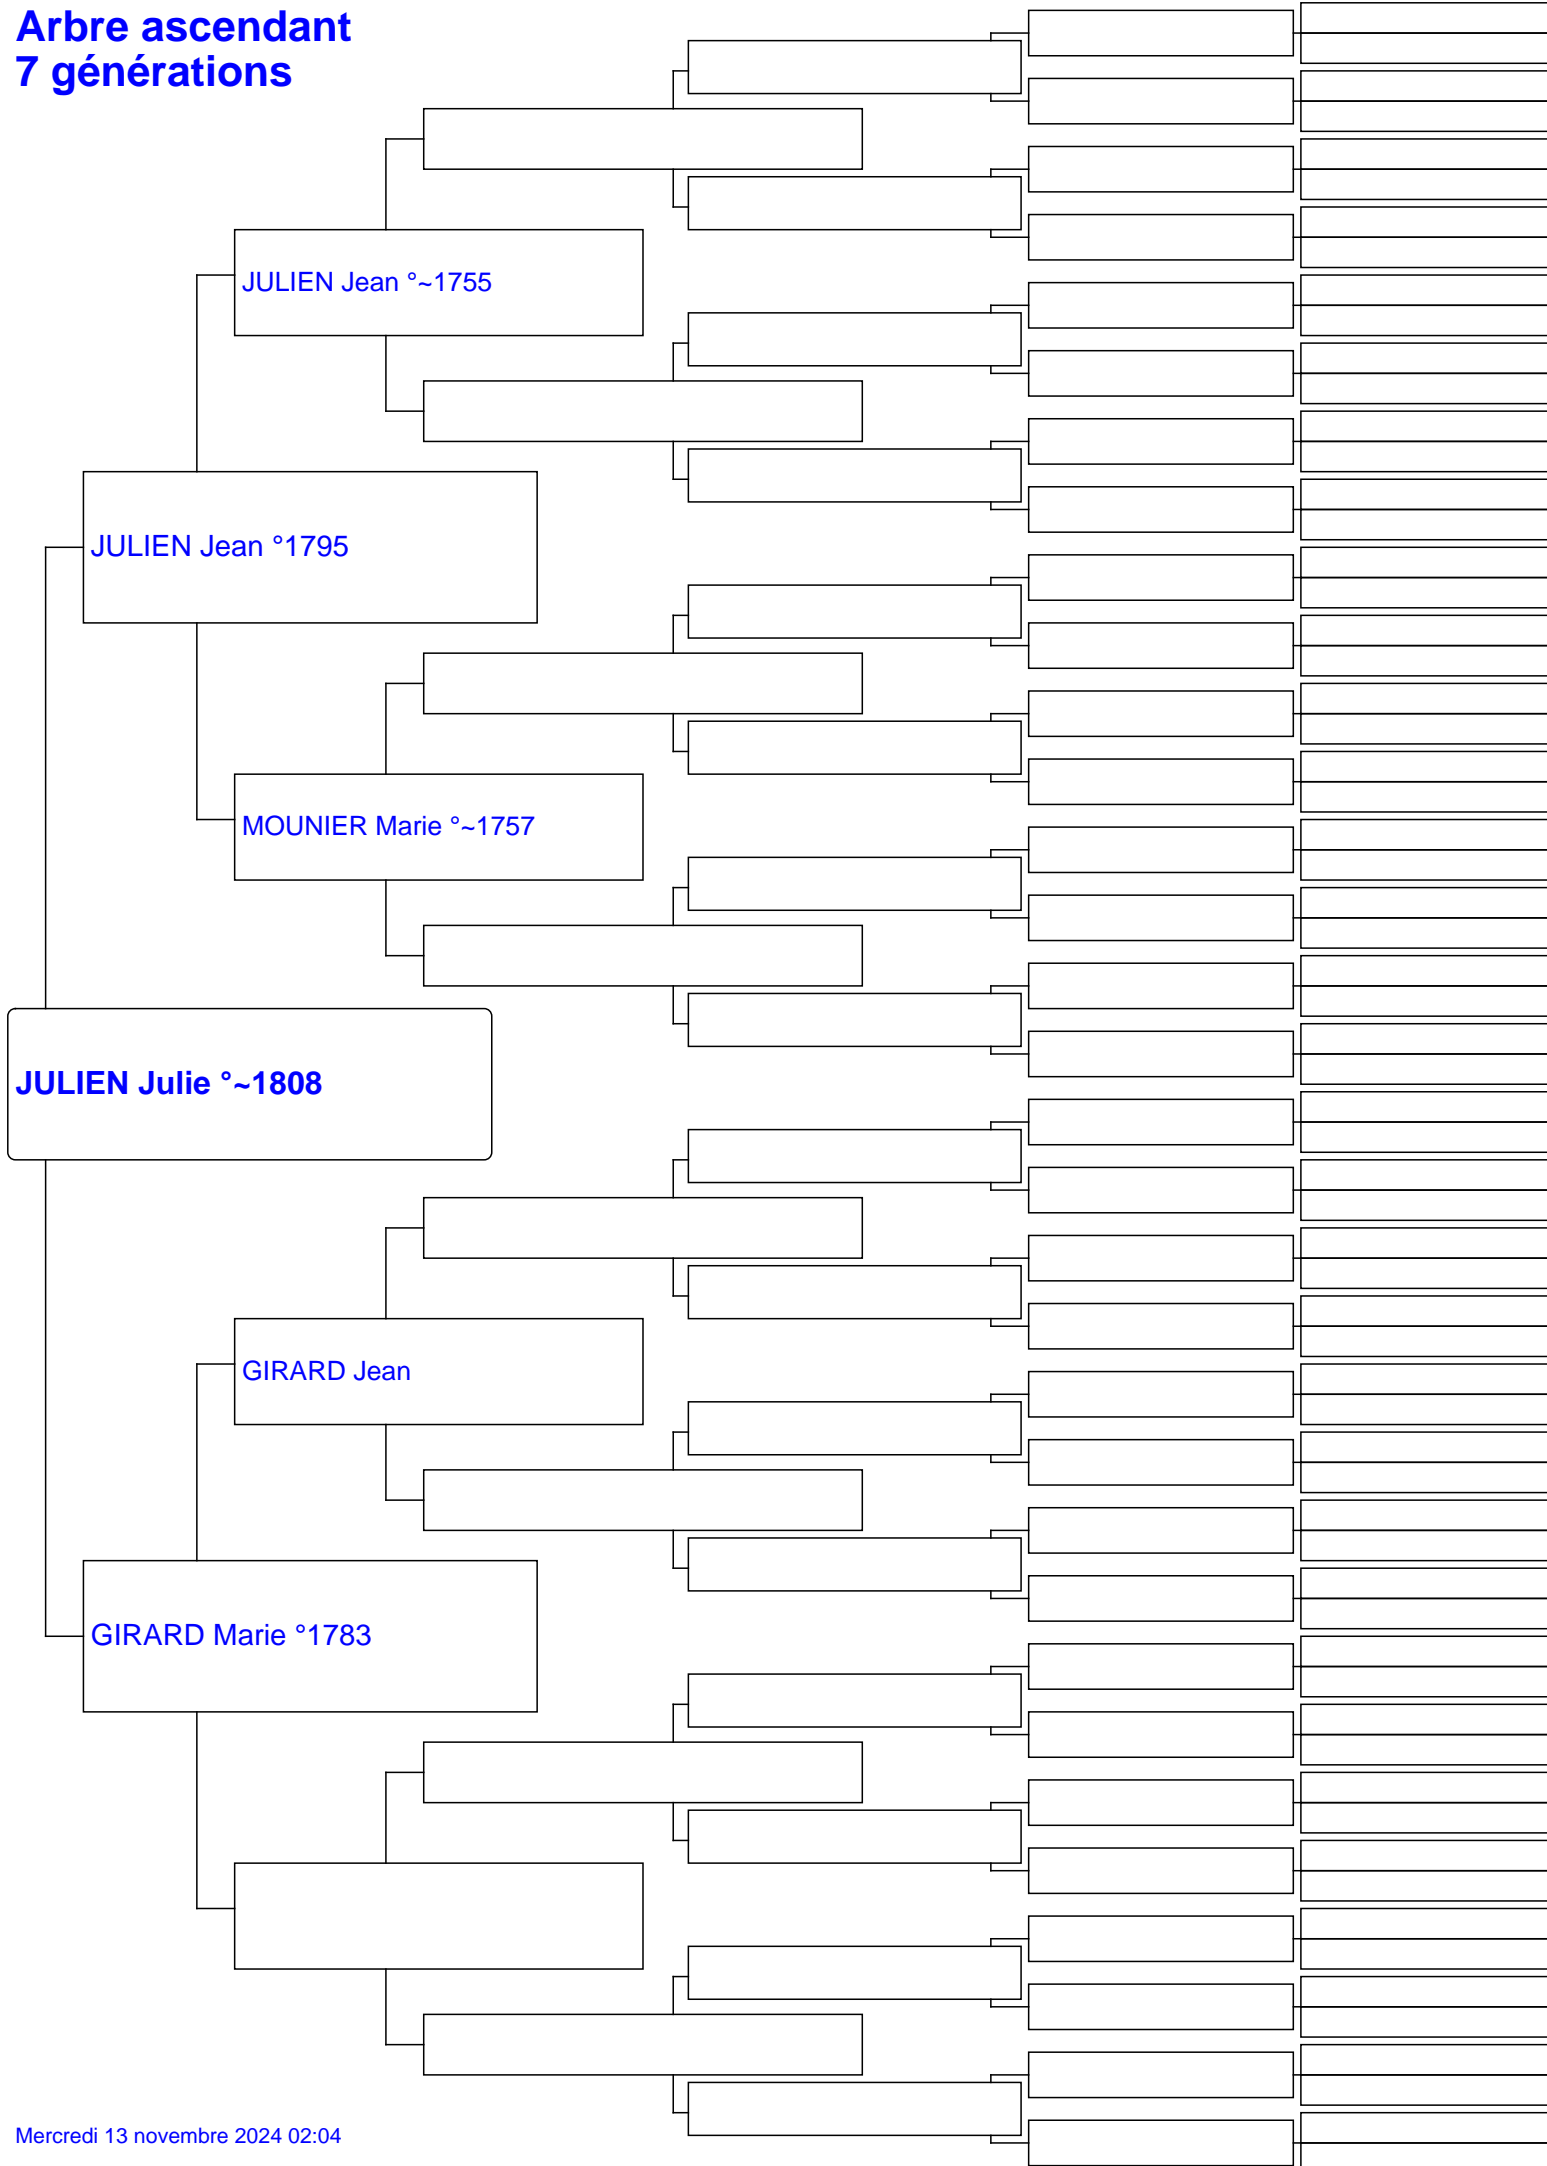 Arbre ascendant
7 générations
JULIEN Jean °~1755
JULIEN Jean °1795
MOUNIER Marie °~1757
JULIEN Julie °~1808
GIRARD Jean
GIRARD Marie °1783
Mercredi 13 novembre 2024 02:04